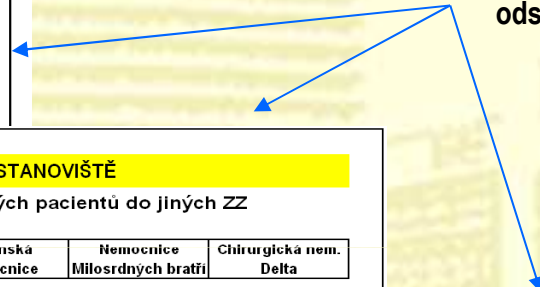 ods
STANOVIŠTĚ
ých pacientů do jiných ZZ
nská Nemocnice Chirurgická nem.
cnice Milosrdných bratří Delta